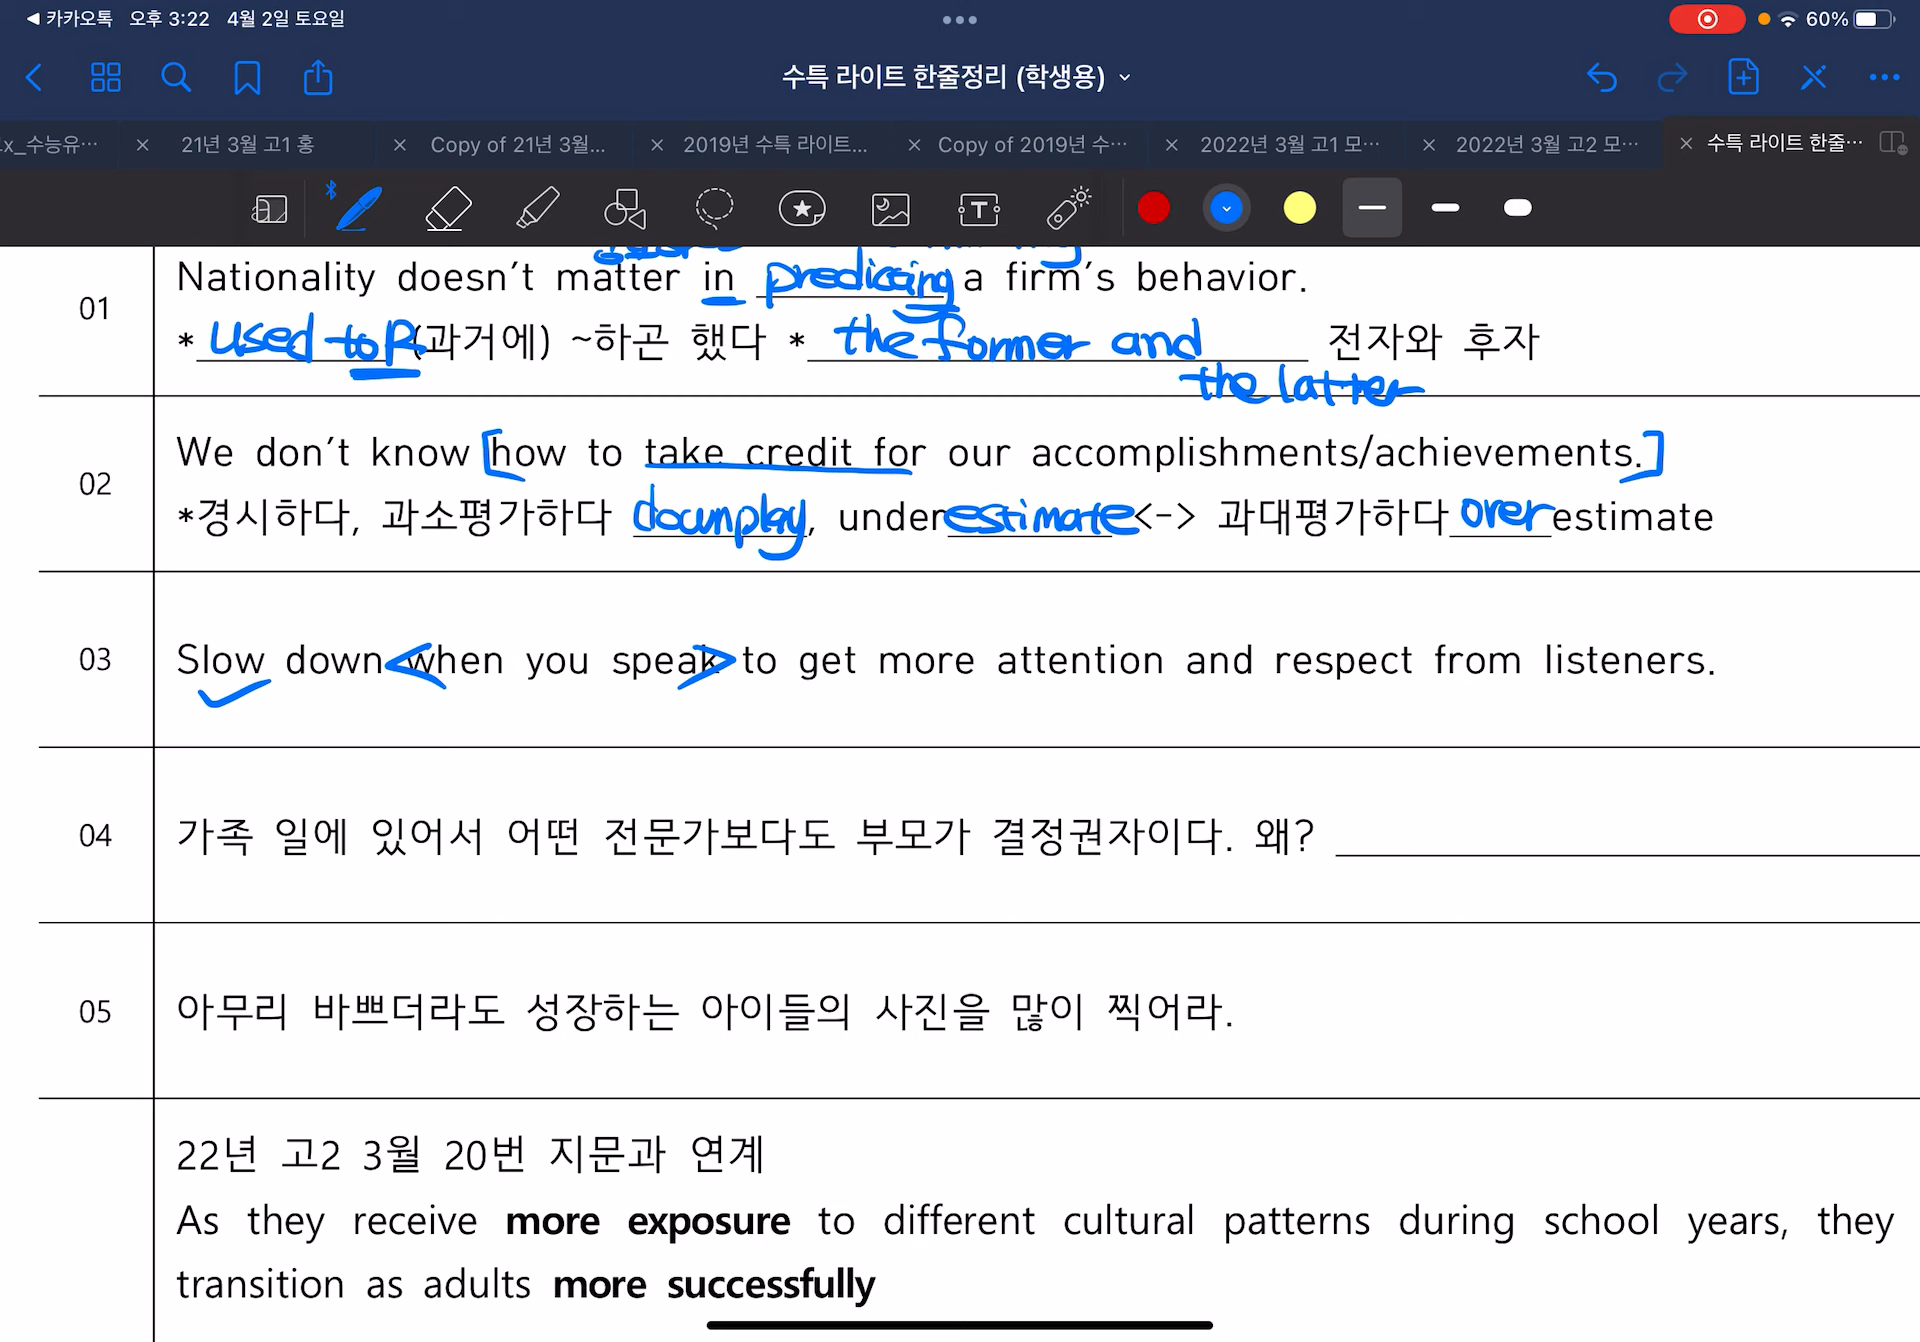 카카오톡 오후 3:22 4월 2일 토요일 60%
수특 라이트 한줄정리 (학생용)
x_수능유··· 21년 3월 고1 홍 Copy of 21년 3월... 2019년 수특 라이트... Copy of 2019년 수··· 2022년 3월 고1 모··· 2022년 3월 고2 모··· 수특 라이트 한줄···
01
Nationality doesn't matter in predicting a firm's behavior.
* used to R (과거에) ~하곤 했다 * the former and 전자와 후자
the latter
02
We don't know [how to take credit for our accomplishments/achievements.]
*경시하다, 과소평가하다 downplay, underestimate<-> 과대평가하다 overestimate
03
Slow down <when you speak> to get more attention and respect from listeners.
04
가족 일에 있어서 어떤 전문가보다도 부모가 결정권자이다. 왜?
05
아무리 바쁘더라도 성장하는 아이들의 사진을 많이 찍어라.
22년 고2 3월 20번 지문과 연계
As they receive more exposure to different cultural patterns during school years, they
transition as adults more successfully